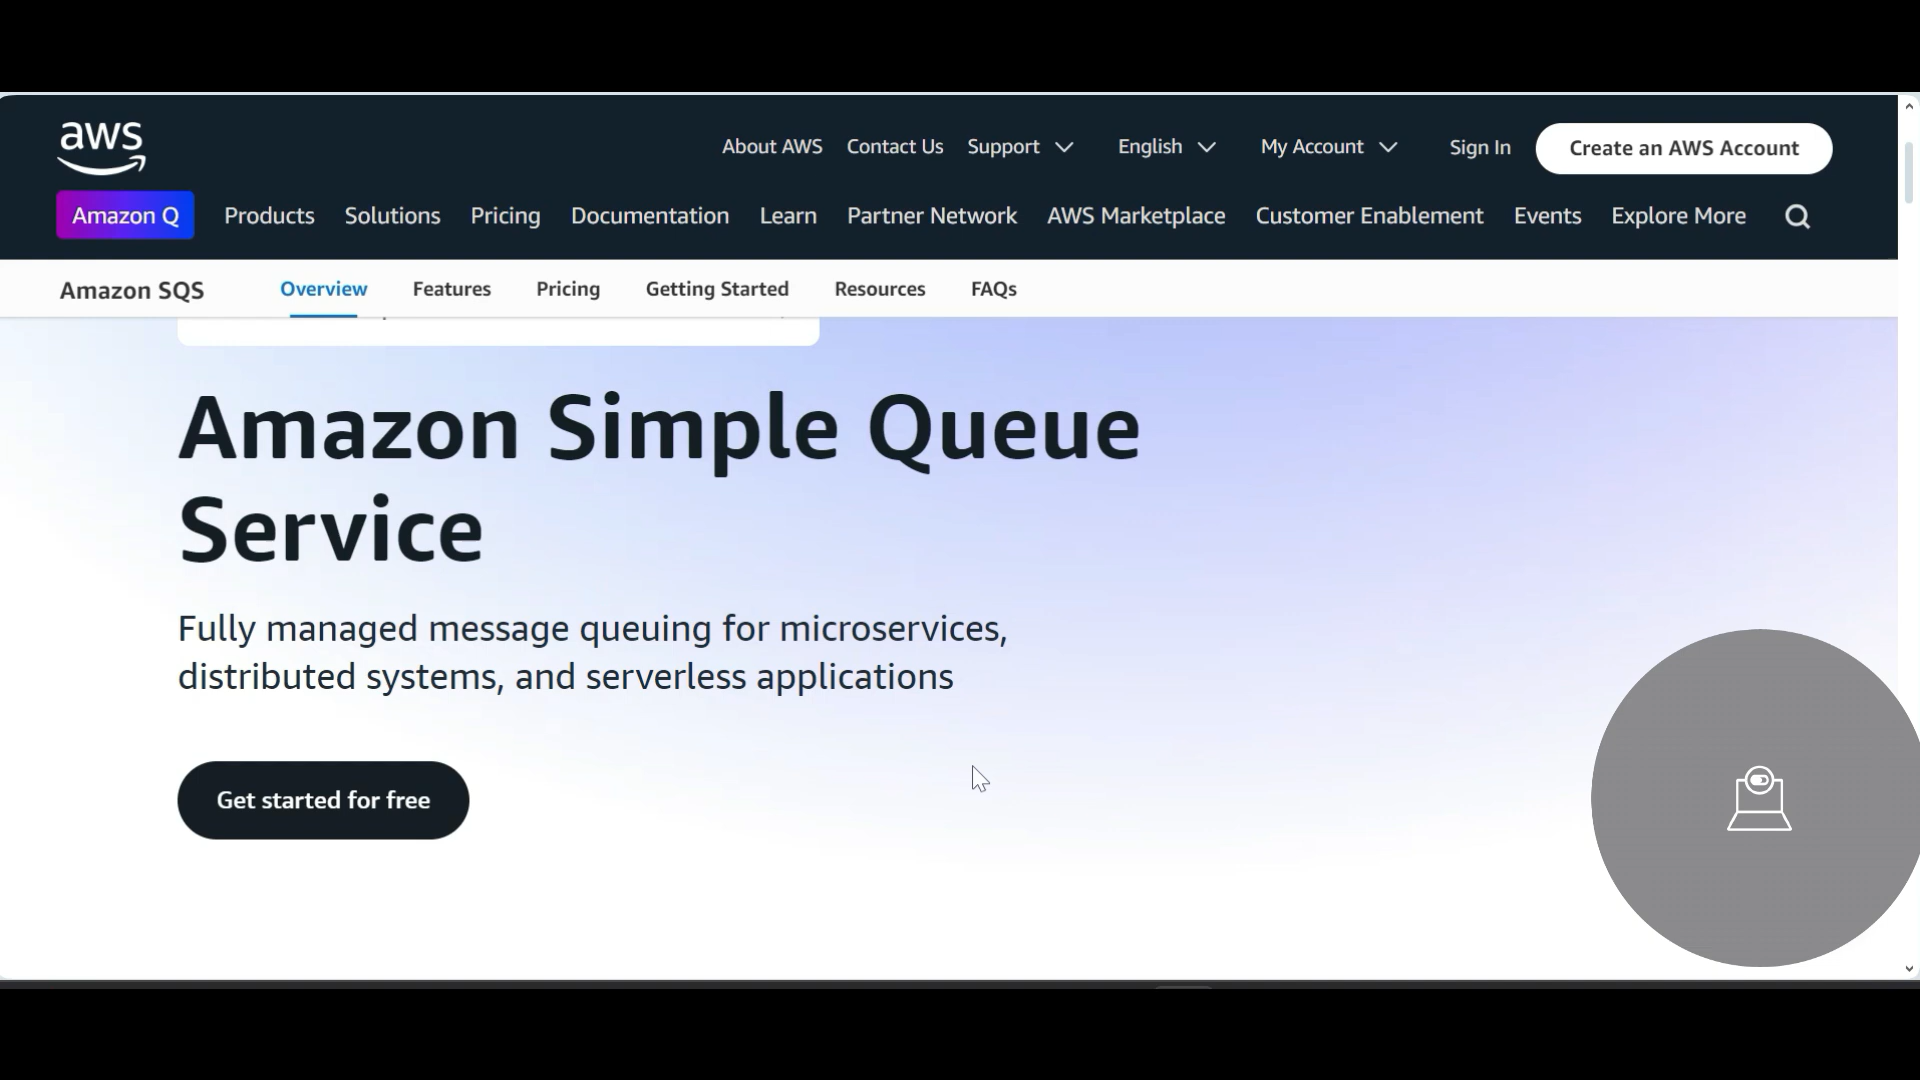 aws
About AWS Contact Us Support English My Account Sign In Create an AWS Account
Amazon Q Products Solutions Pricing Documentation Learn Partner Network AWS Marketplace Customer Enablement Events Explore More
Amazon SQS Overview Features Pricing Getting Started Resources FAQs
Amazon Simple Queue
Service
Fully managed message queuing for microservices,
distributed systems, and serverless applications
Get started for free